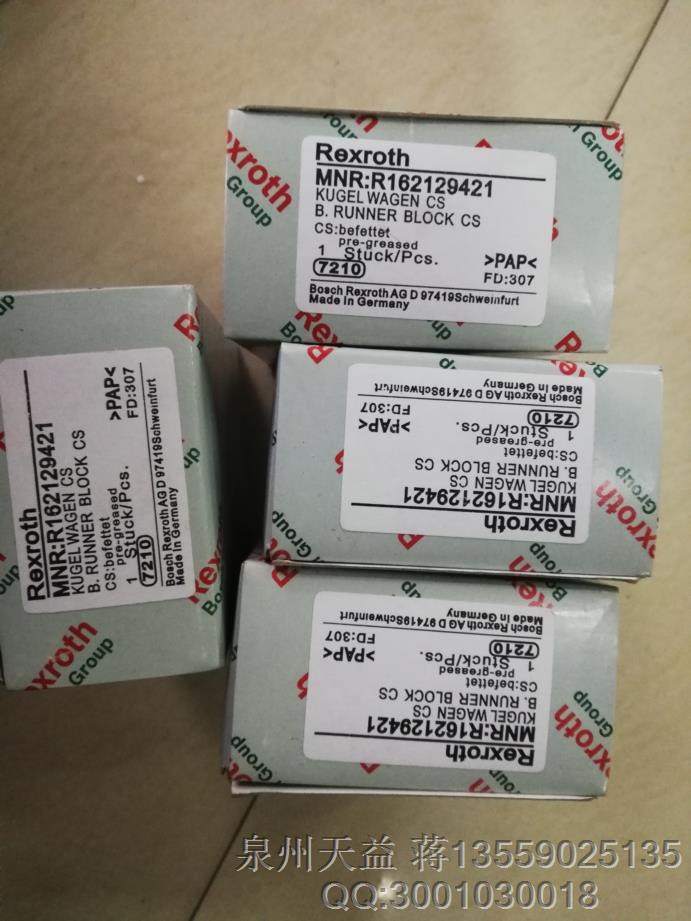 Rexroth
MNR:R162129421
KUGEL WAGEN CS
B. RUNNER BLOCK CS
CS:befettet
pre-greased
1 Stuck/Pcs.
>PAP<
7210
FD:307
Bosch Rexroth AG D 97419Schweinfurt
Made In Germany
Rexroth
Group
Rexroth
MNR:R162129421
KUGEL WAGEN CS
B. RUNNER BLOCK CS
CS:befettet
pre-greased
1 Stuck/Pcs.
>PAP<
7210
FD:307
Bosch Rexroth AG D 97419Schweinfurt
Made In Germany
Rexroth
Group
Rexroth
MNR:R162129421
KUGEL WAGEN CS
B. RUNNER BLOCK CS
CS:befettet
pre-greased
1 Stuck/Pcs.
>PAP<
7210
FD:307
Bosch Rexroth AG D 97419Schweinfurt
Made In Germany
Group
Rexroth
MNR:R162129421
KUGEL WAGEN CS
B. RUNNER BLOCK CS
CS:befettet
pre-greased
1 Stuck/Pcs.
>PAP<
7210
FD:307
Bosch Rexroth AG D 97419Schweinfurt
Made In Germany
Group
泉州天益 蒋13559025135
QQ:3001030018